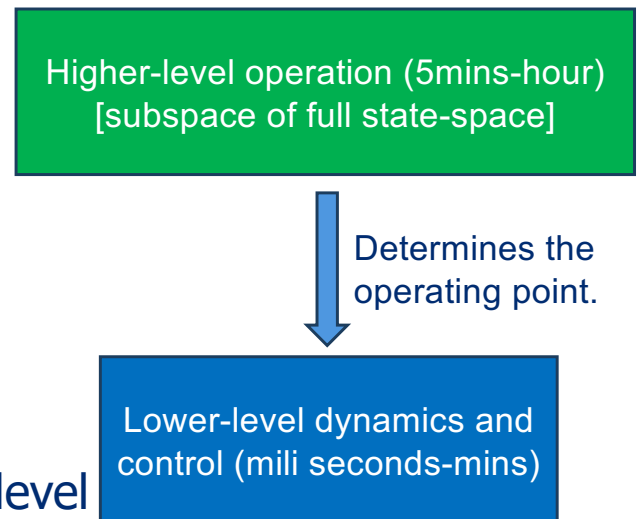 Higher-level operation (5mins-hour)
[subspace of full state-space]
Determines the
operating point.
Lower-level dynamics and
control (mili seconds-mins)
level